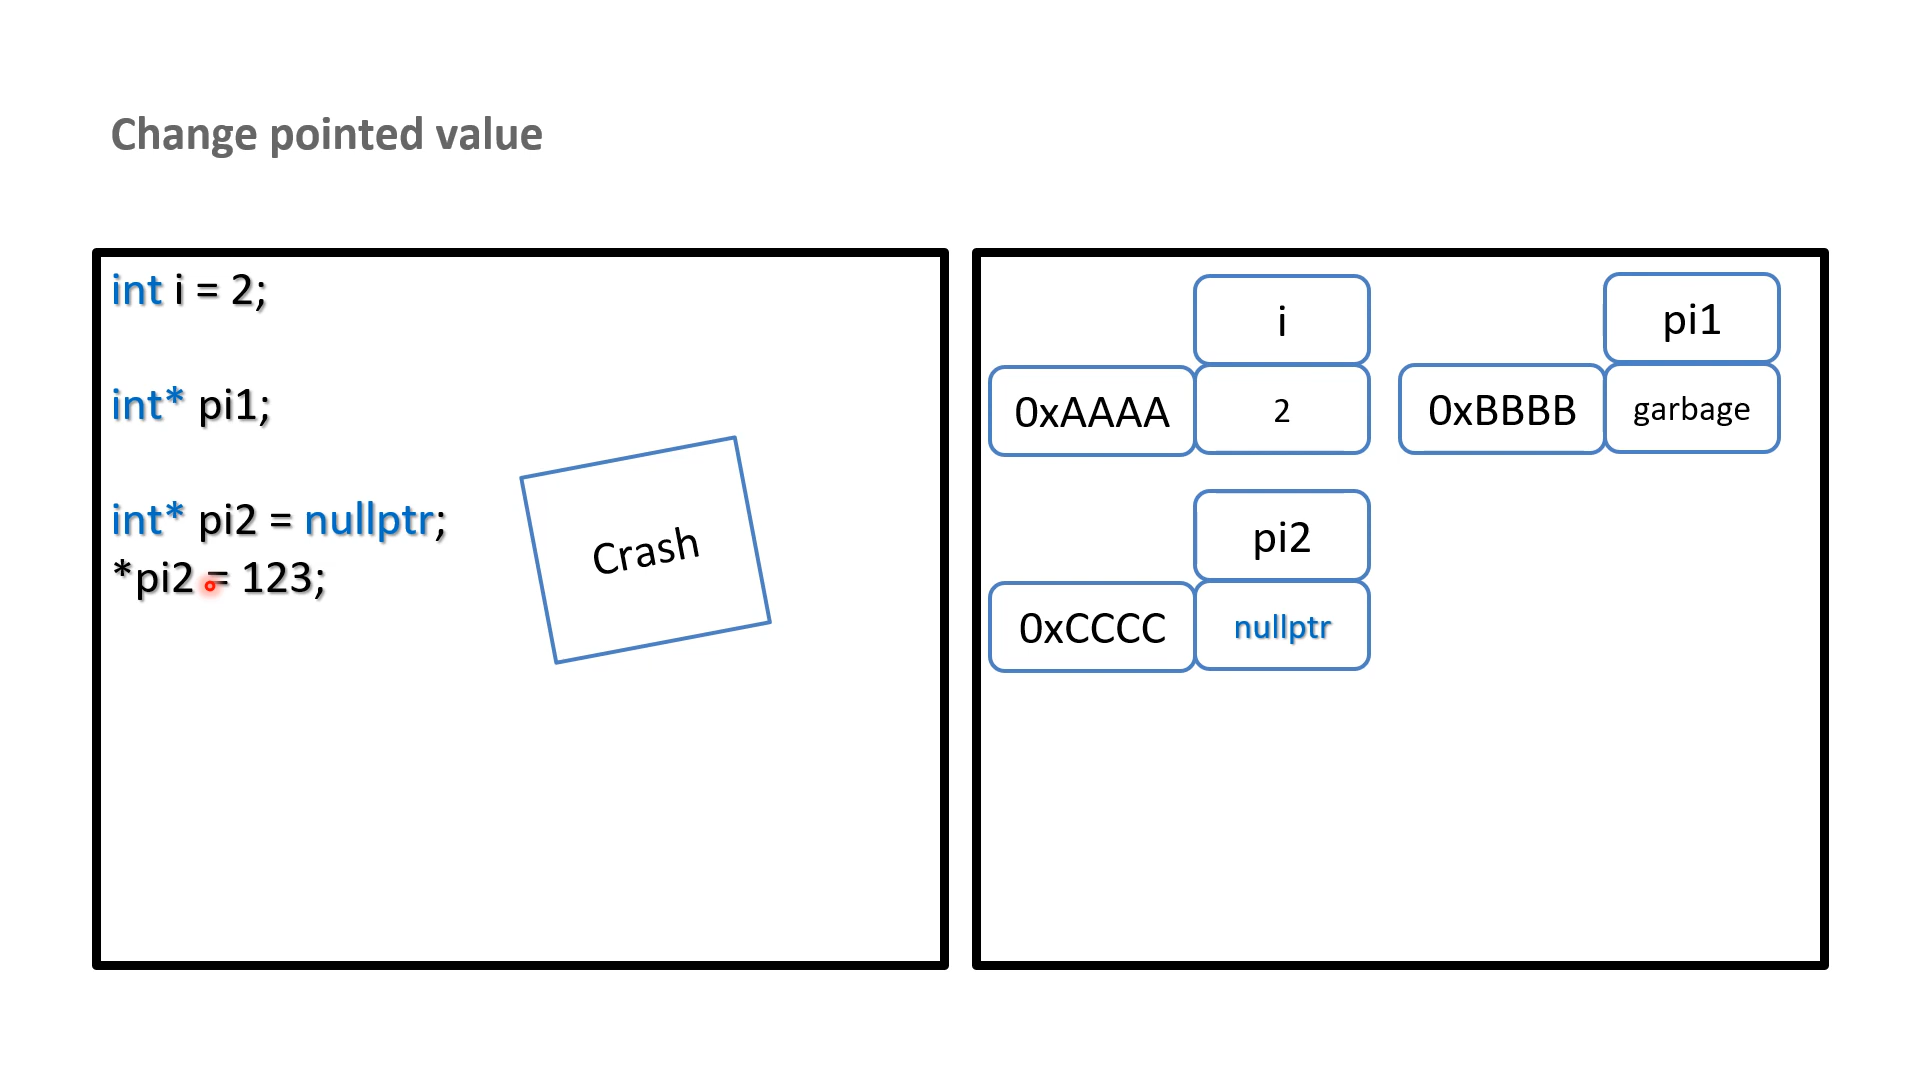 Change pointed value
int i = 2;
int* pi1;
int* pi2 = nullptr;
*pi2 = 123;
Crash
i
0xAAAA 2
pi1
0xBBBB garbage
pi2
0xCCCC nullptr